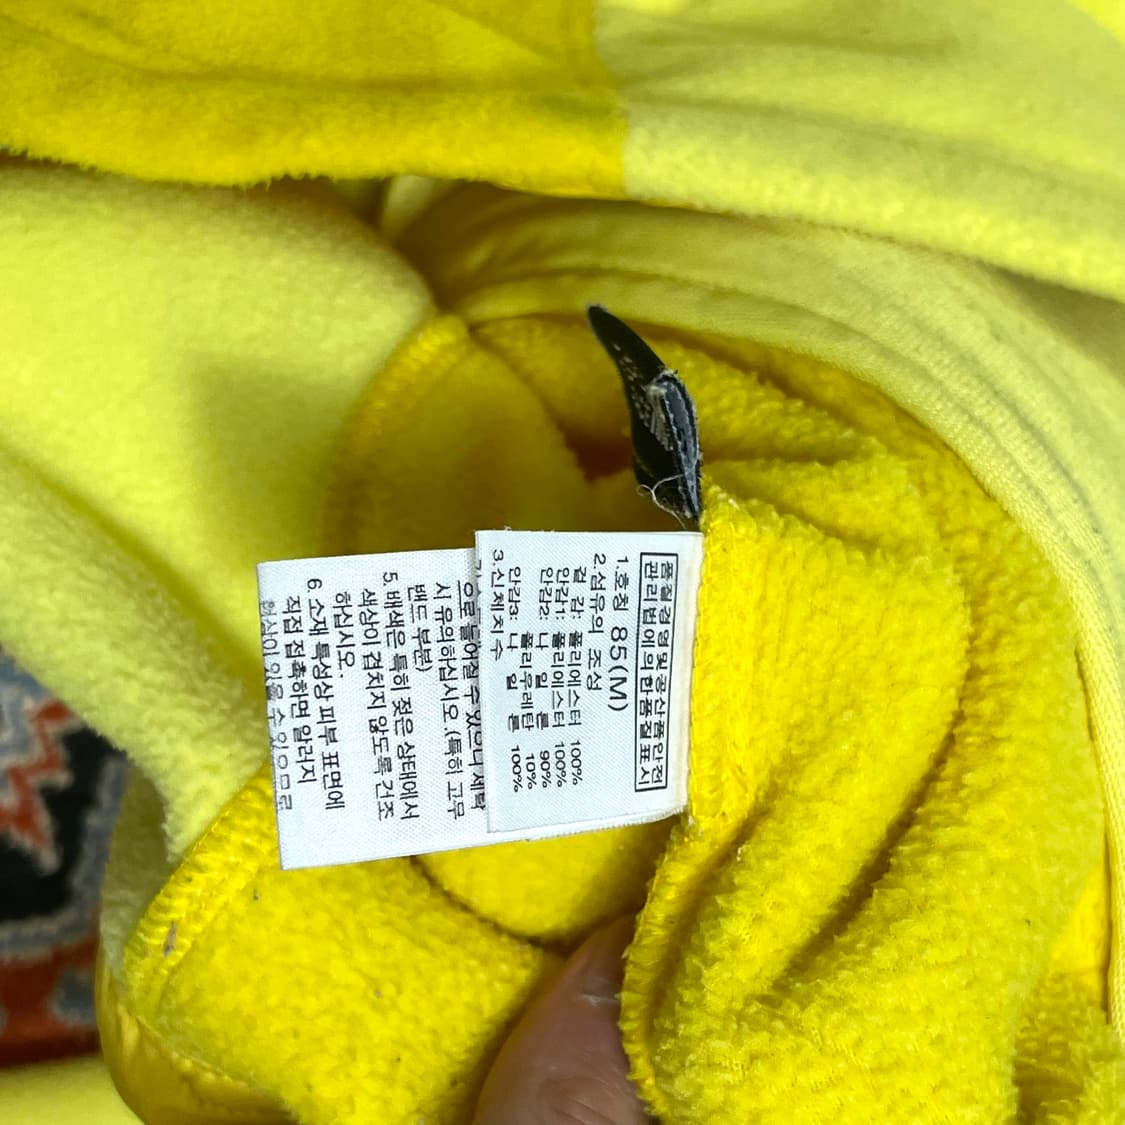 품질경영및공산품안전
관리법에의한품질표시
1.호칭 85(M)
2.섬유의 조성
겉 감: 폴리에스터 100%
안감1: 폴리에스터 100%
안감2: 나 일 론 90%
폴리우레탄 10%
안감3: 나 일 론 100%
3.신체치수
으로 늘어질 수 있으니 세탁
시 유의하십시오.(특히 고무
밴드 부분)
5.배색은 특히 젖은 상태에서
색상이 겹치지 않도록 건조
하십시오.
6.소재 특성상 피부 표면에
직접 접촉하면 알러지
현상이 있을 수 있으므로